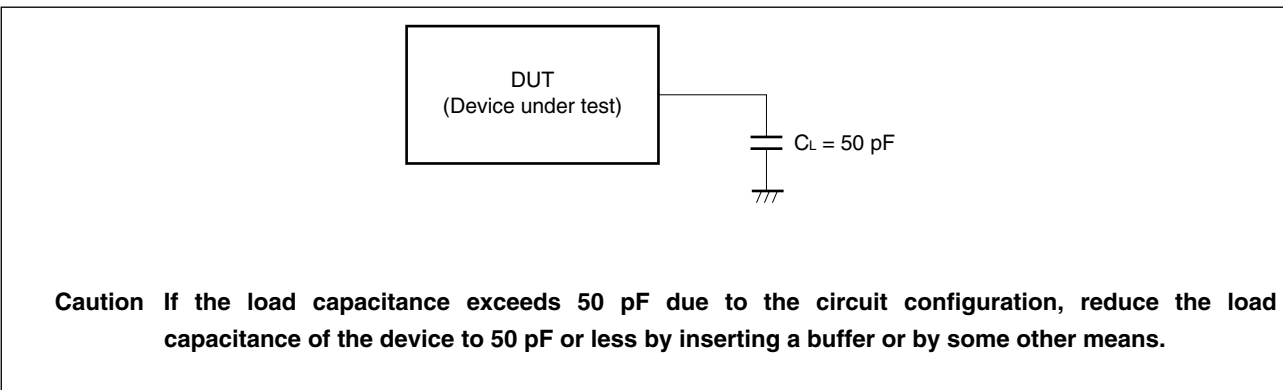 DUT
(Device under test)
CL = 50 pF
Caution If the load capacitance exceeds 50 pF due to the circuit configuration, reduce the load
capacitance of the device to 50 pF or less by inserting a buffer or by some other means.